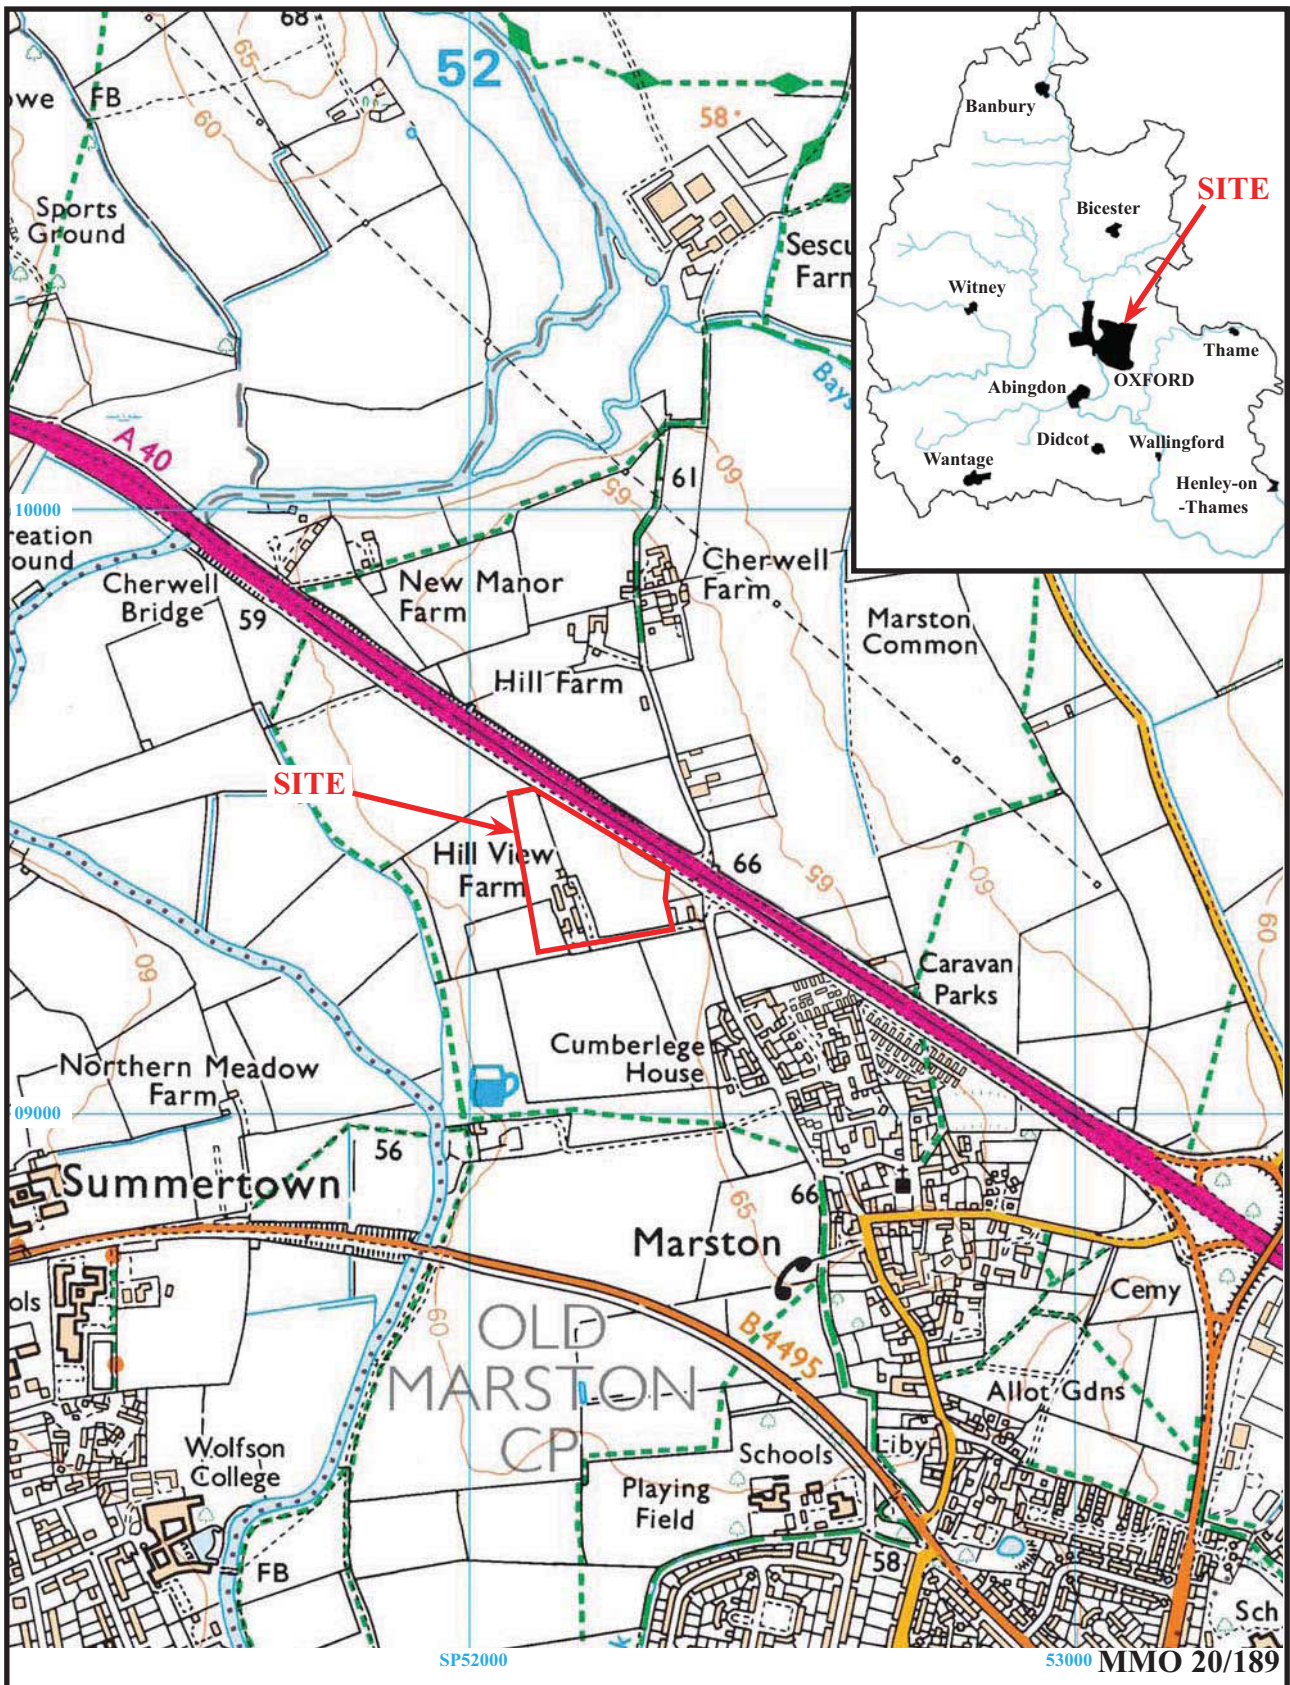 68
52
owe
FB
65
60
58
Sports
Ground
Sescu
Farm
Bays
A 40
61
60
65
10000
reation
ound
Cherwell
Bridge
59
New Manor
Farm
Cherwell
Farm
Marston
Common
Hill Farm
SITE
Hill View
Farm
66
65
60
60
60
Caravan
Parks
Cumberlege
House
Northern Meadow
Farm
09000
56
Summertown
66
65
Marston
Cemy
ols
60
OLD
MARSTON
CP
B 4495
Allot Gdns
Wolfson
College
Schools
Liby
Playing
Field
FB
58
Sch
k
SP52000
53000
MMO 20/189
Banbury
SITE
Bicester
Witney
Thame
OXFORD
Abingdon
Didcot
Wallingford
Wantage
Henley-on
-Thames